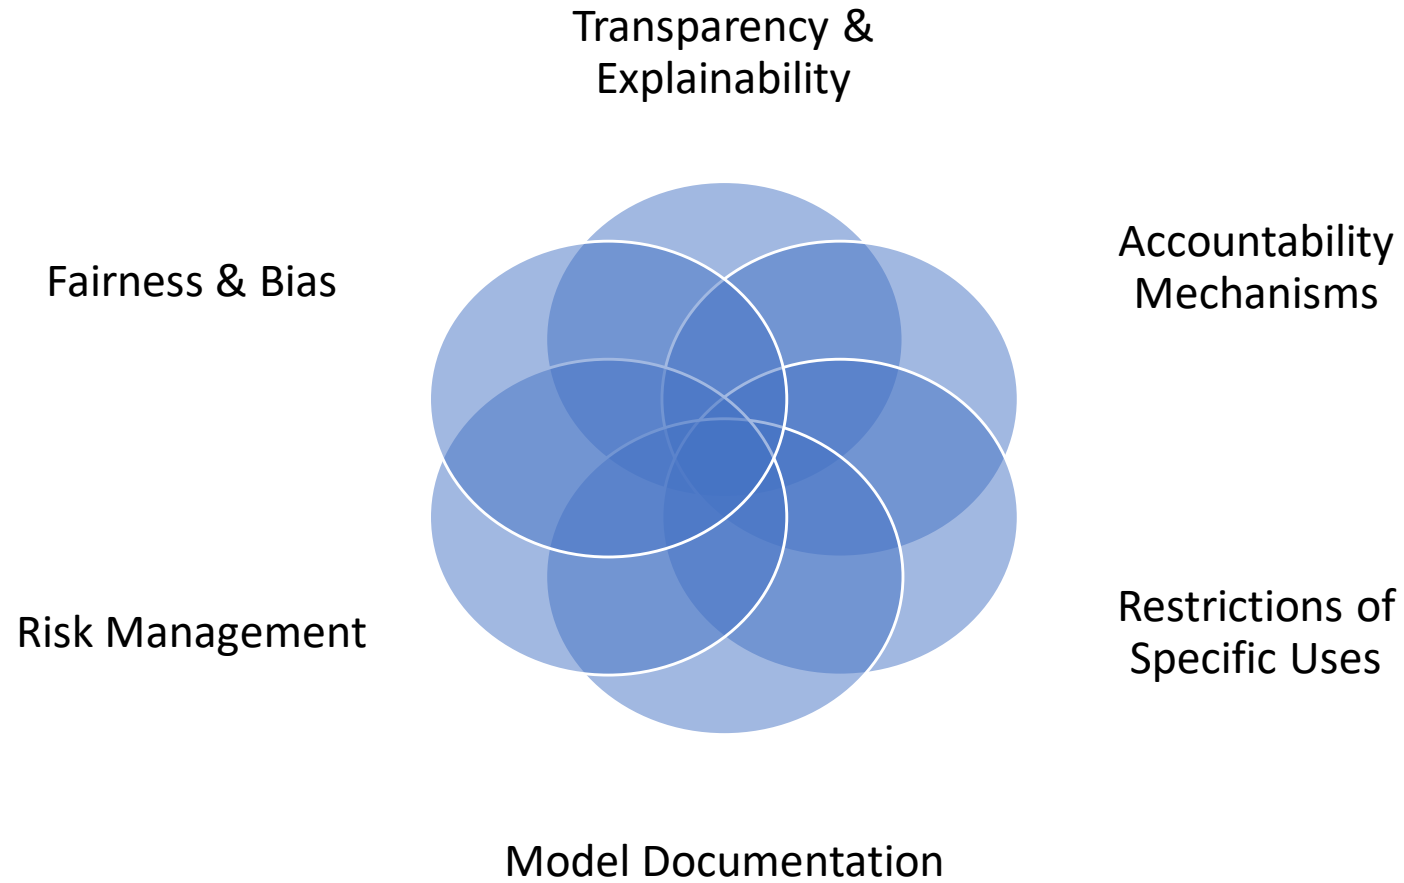 Transparency &
Explainability
Accountability
Mechanisms
Fairness & Bias
Restrictions of
Specific Uses
Risk Management
Model Documentation